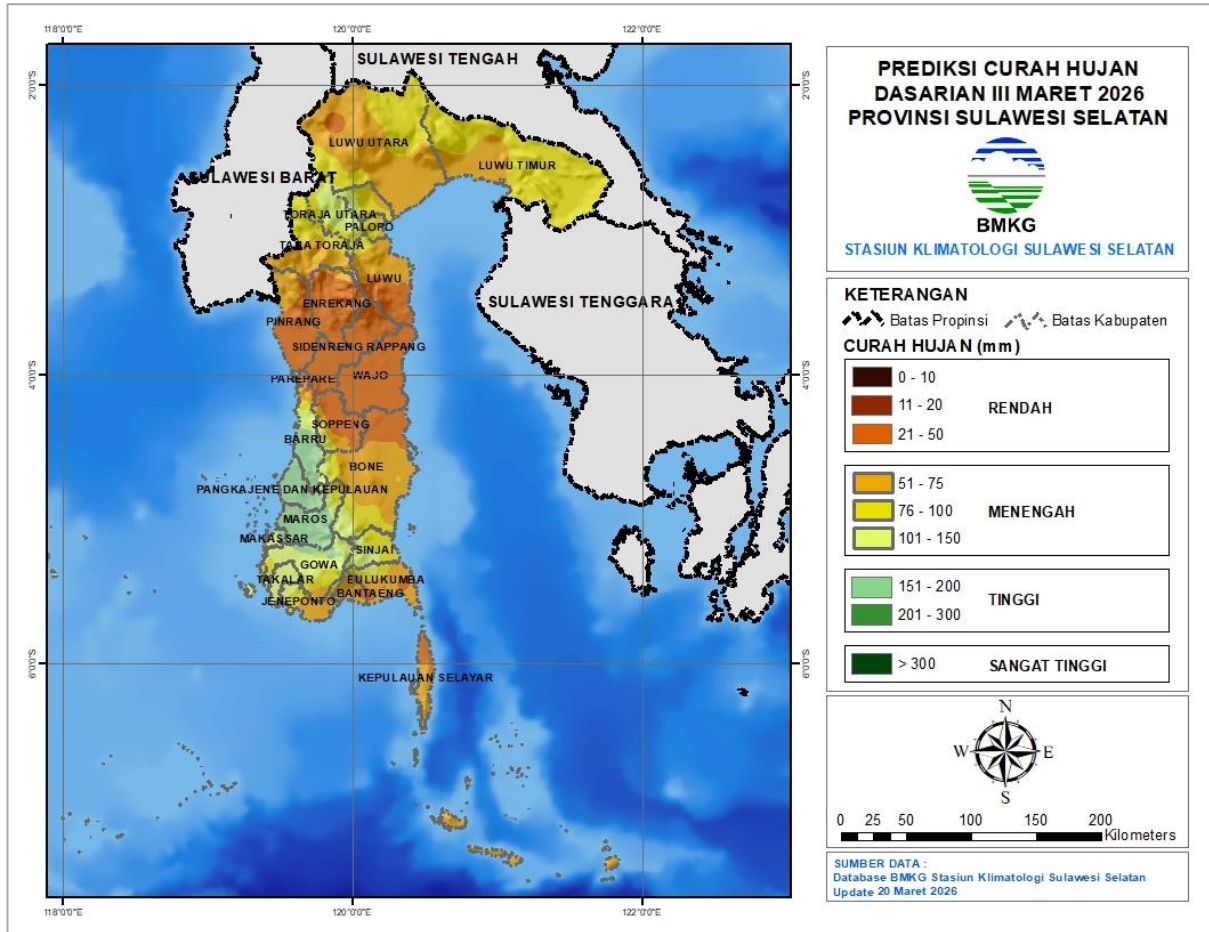 118°0'0"E
120°0'0"E
122°0'0"E
2°0'0"S
2°0'0"S
4°0'0"S
4°0'0"S
6°0'0"S
6°0'0"S
118°0'0"E
120°0'0"E
122°0'0"E
SULAWESI TENGAH
LUWU UTARA
LUWU TIMUR
SULAWESI BARAT
TORAJA UTARA
PALOPO
TANA TORAJA
LUWU
ENREKANG
SULAWESI TENGGARA
PINRANG
SIDENRENG RAPPANG
PAREPARE
WAJO
SOPPENG
BARRU
BONE
PANGKAJENE DAN KEPULAUAN
MAROS
MAKASSAR
SINJAI
GOWA
TAKALAR
BULUKUMBA
BANTAENG
JENEPONTO
KEPULAUAN SELAYAR
PREDIKSI CURAH HUJAN
DASARIAN III MARET 2026
PROVINSI SULAWESI SELATAN
BMKG
STASIUN KLIMATOLOGI SULAWESI SELATAN
KETERANGAN
Batas Propinsi Batas Kabupaten
CURAH HUJAN (mm)
0 - 10
11 - 20 RENDAH
21 - 50
51 - 75
76 - 100 MENENGAH
101 - 150
151 - 200 TINGGI
201 - 300
> 300 SANGAT TINGGI
N
W E
S
0 25 50 100 150 200
Kilometers
SUMBER DATA :
Database BMKG Stasiun Klimatologi Sulawesi Selatan
Update 20 Maret 2026